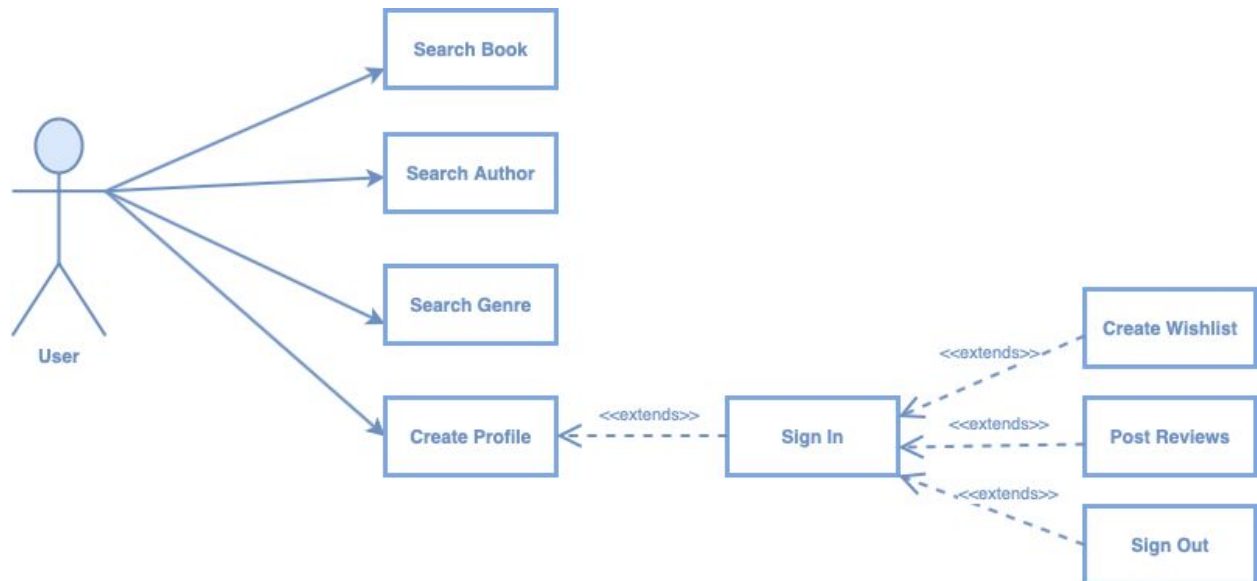 Search Book
Search Author
Search Genre
User
Create Wishlist
<<extends>>
Create Profile
<<extends>>
Sign In
<<extends>>
Post Reviews
<<extends>>
Sign Out